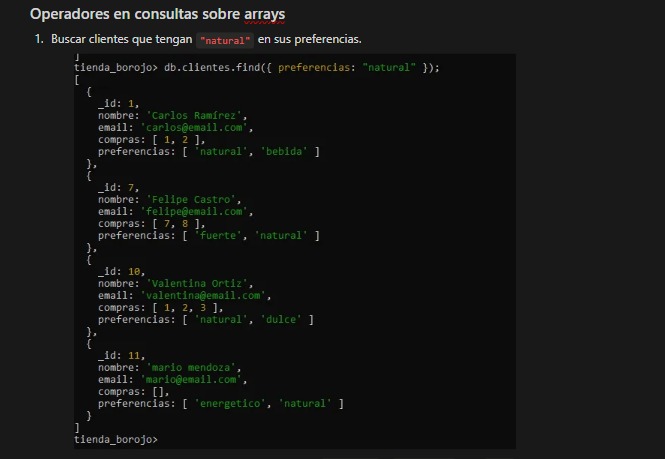 Operadores en consultas sobre arrays
1. Buscar clientes que tengan "natural" en sus preferencias.
]
tienda_borojo> db.clientes.find({ preferencias: "natural" });
[
  {
    _id: 1,
    nombre: 'Carlos Ramírez',
    email: 'carlos@email.com',
    compras: [ 1, 2 ],
    preferencias: [ 'natural', 'bebida' ]
  },
  {
    _id: 7,
    nombre: 'Felipe Castro',
    email: 'felipe@email.com',
    compras: [ 7, 8 ],
    preferencias: [ 'fuerte', 'natural' ]
  },
  {
    _id: 10,
    nombre: 'Valentina Ortiz',
    email: 'valentina@email.com',
    compras: [ 1, 2, 3 ],
    preferencias: [ 'natural', 'dulce' ]
  },
  {
    _id: 11,
    nombre: 'mario mendoza',
    email: 'mario@email.com',
    compras: [],
    preferencias: [ 'energetico', 'natural' ]
  }
]
tienda_borojo>